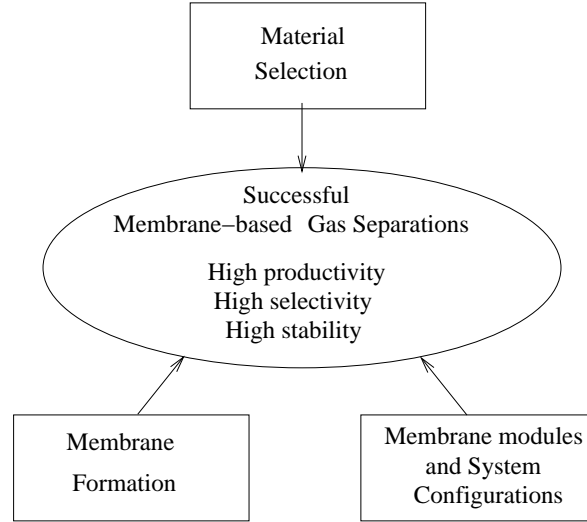 Material
Selection
Successful
Membrane–based Gas Separations
High productivity
High selectivity
High stability
Membrane
Formation
Membrane modules
and System
Configurations